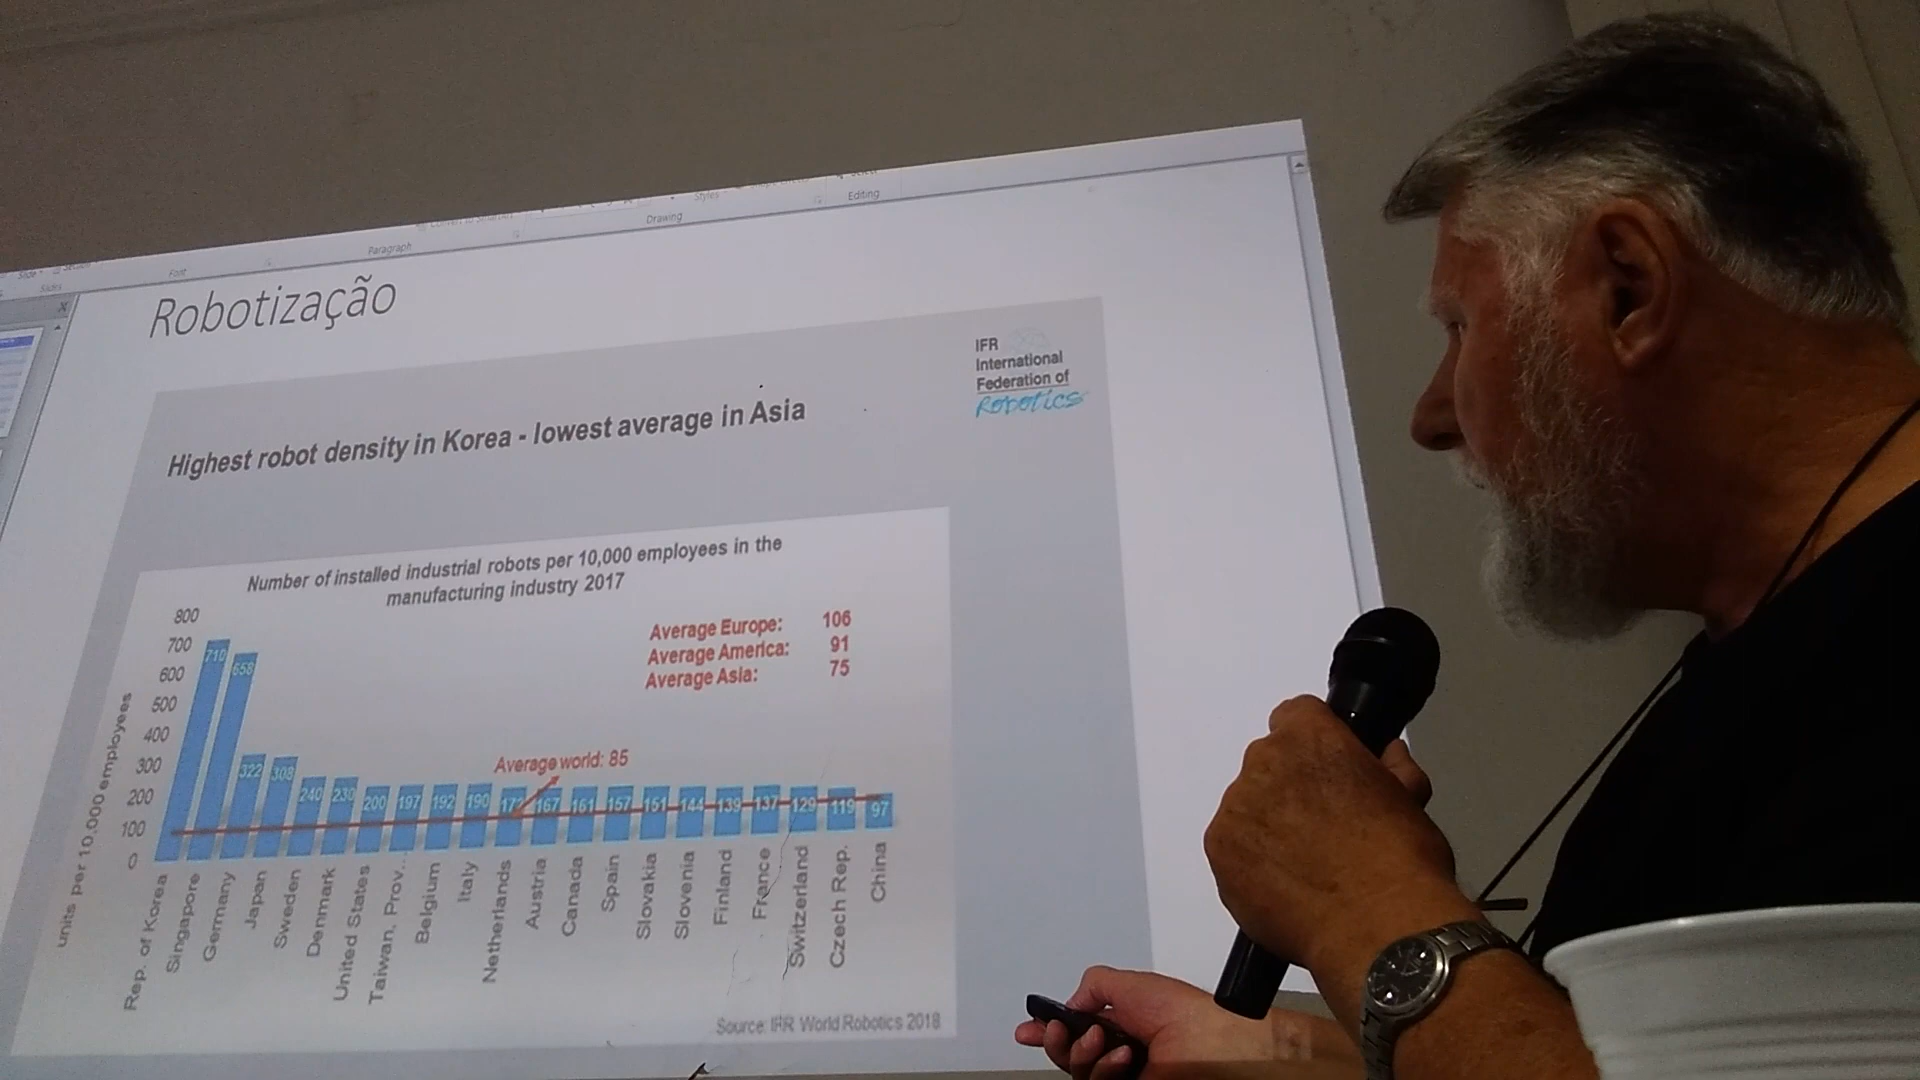 Editing
Styles
Drawing
Paragraph
Font
Slides
Slide
Robotização
IFR
International
Federation of
Robotics
Highest robot density in Korea - lowest average in Asia
Number of installed industrial robots per 10,000 employees in the
manufacturing industry 2017
Average Europe: 106
Average America: 91
Average Asia: 75
Average world: 85
units per 10,000 employees
800
700
600
500
400
300
200
100
0
710 658 322 308 240 230 200 197 192 190 172 167 161 157 151 144 139 137 129 119 97
Rep. of Korea
Singapore
Germany
Japan
Sweden
Denmark
United States
Taiwan, Prov...
Belgium
Italy
Netherlands
Austria
Canada
Spain
Slovakia
Slovenia
Finland
France
Switzerland
Czech Rep.
China
Source: IFR World Robotics 2018